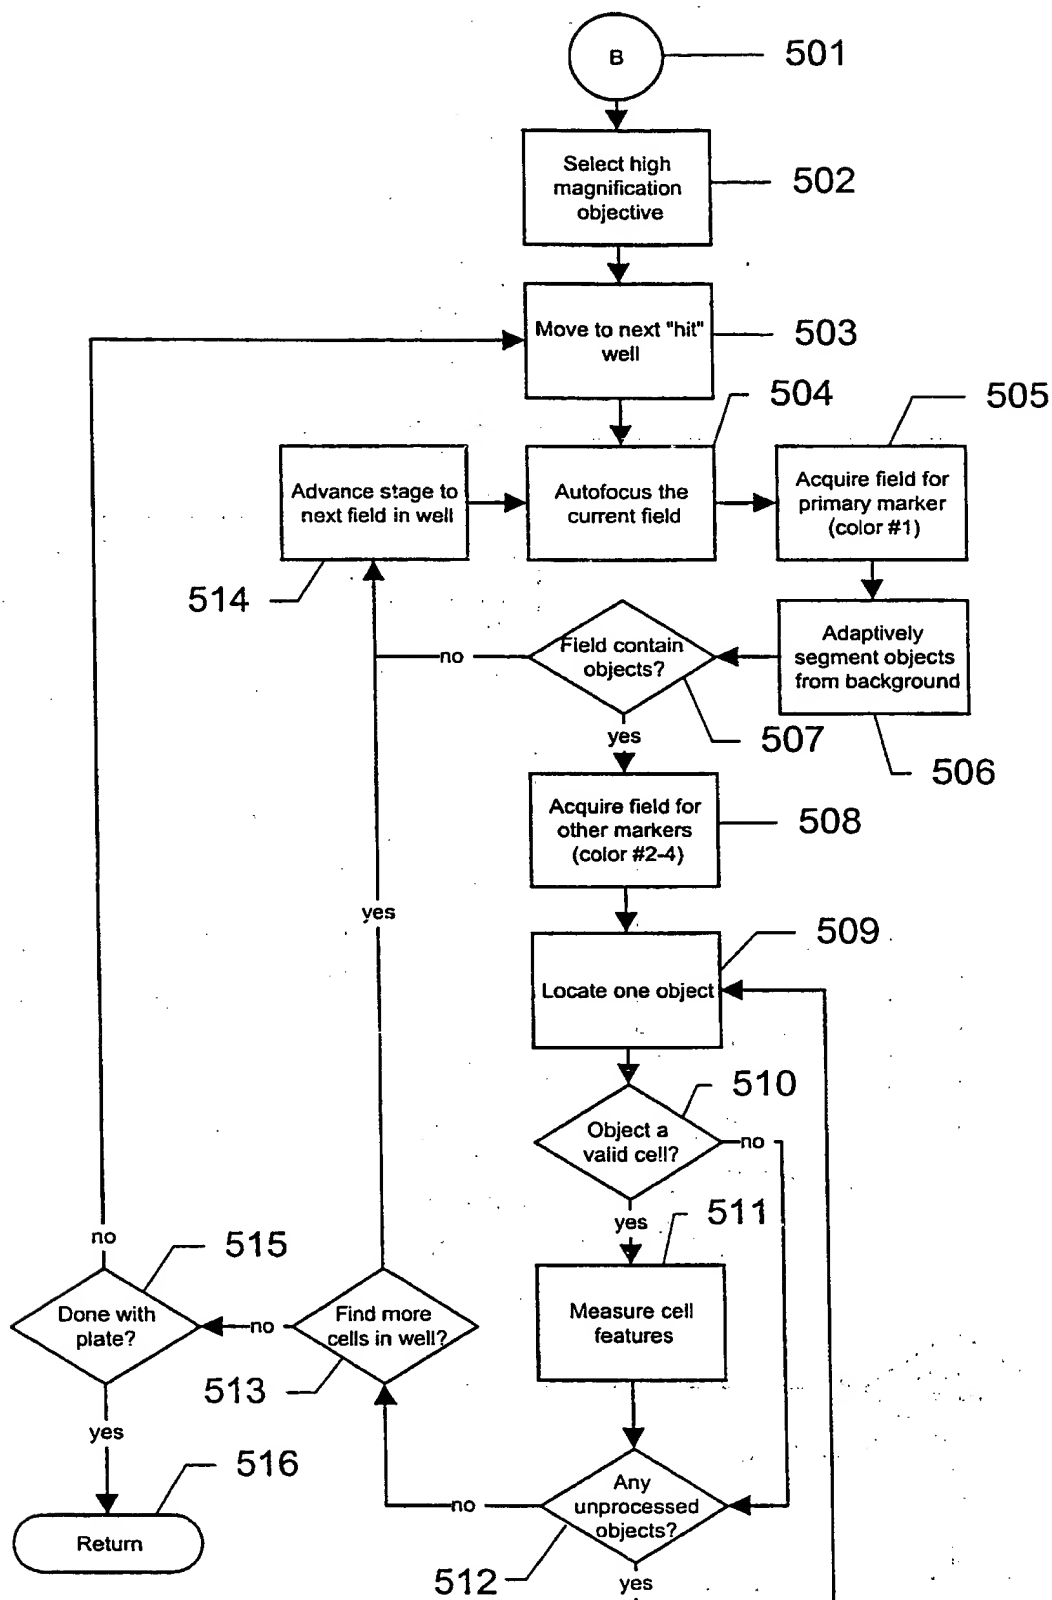 B
501
Select high
magnification
objective
502
Move to next "hit"
well
503
504
505
Advance stage to
next field in well
Autofocus the
current field
Acquire field for
primary marker
(color #1)
514
Field contain
objects?
no
Adaptively
segment objects
from background
507
506
yes
Acquire field for
other markers
(color #2-4)
508
yes
509
Locate one object
510
Object a
valid cell?
no
yes
511
no
515
Done with
plate?
no
Find more
cells in well?
Measure cell
features
513
yes
516
Return
no
Any
unprocessed
objects?
512
yes